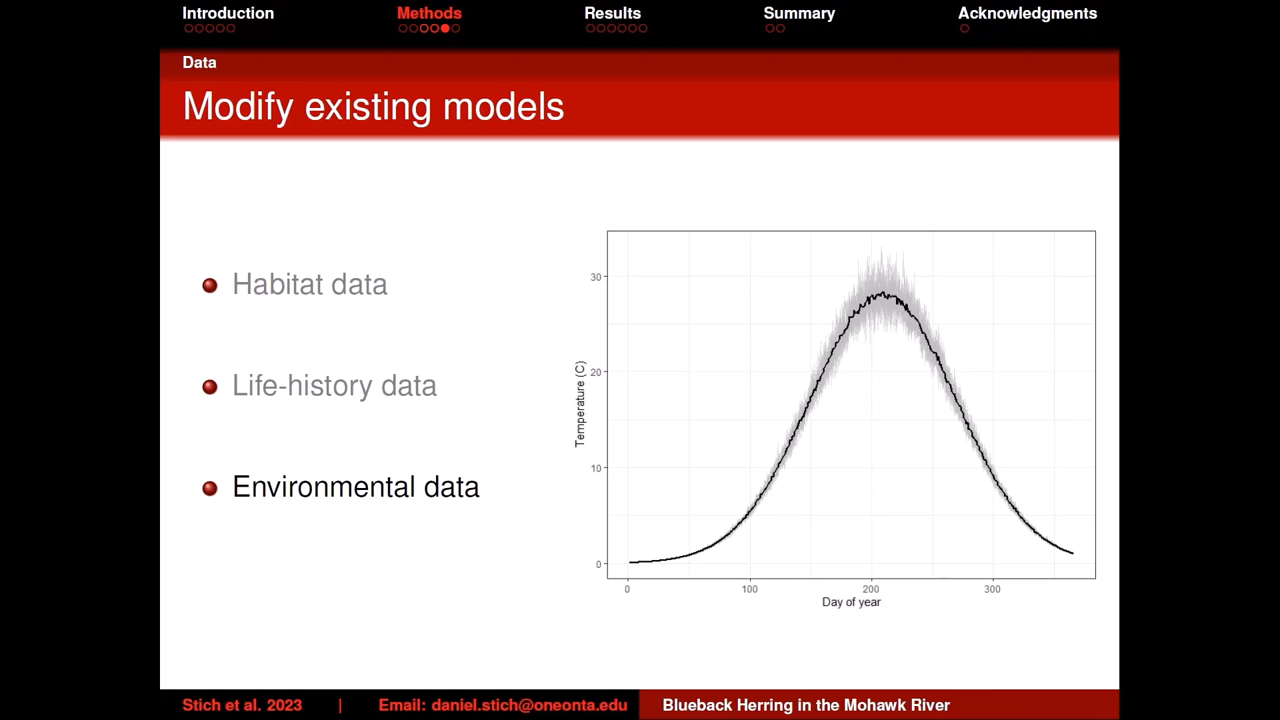 Introduction Methods Results Summary Acknowledgments
Data
Modify existing models
Habitat data
Life-history data
Environmental data
Temperature (C)
30
20
10
0
0 100 200 300
Day of year
Stich et al. 2023 | Email: daniel.stich@oneonta.edu Blueback Herring in the Mohawk River